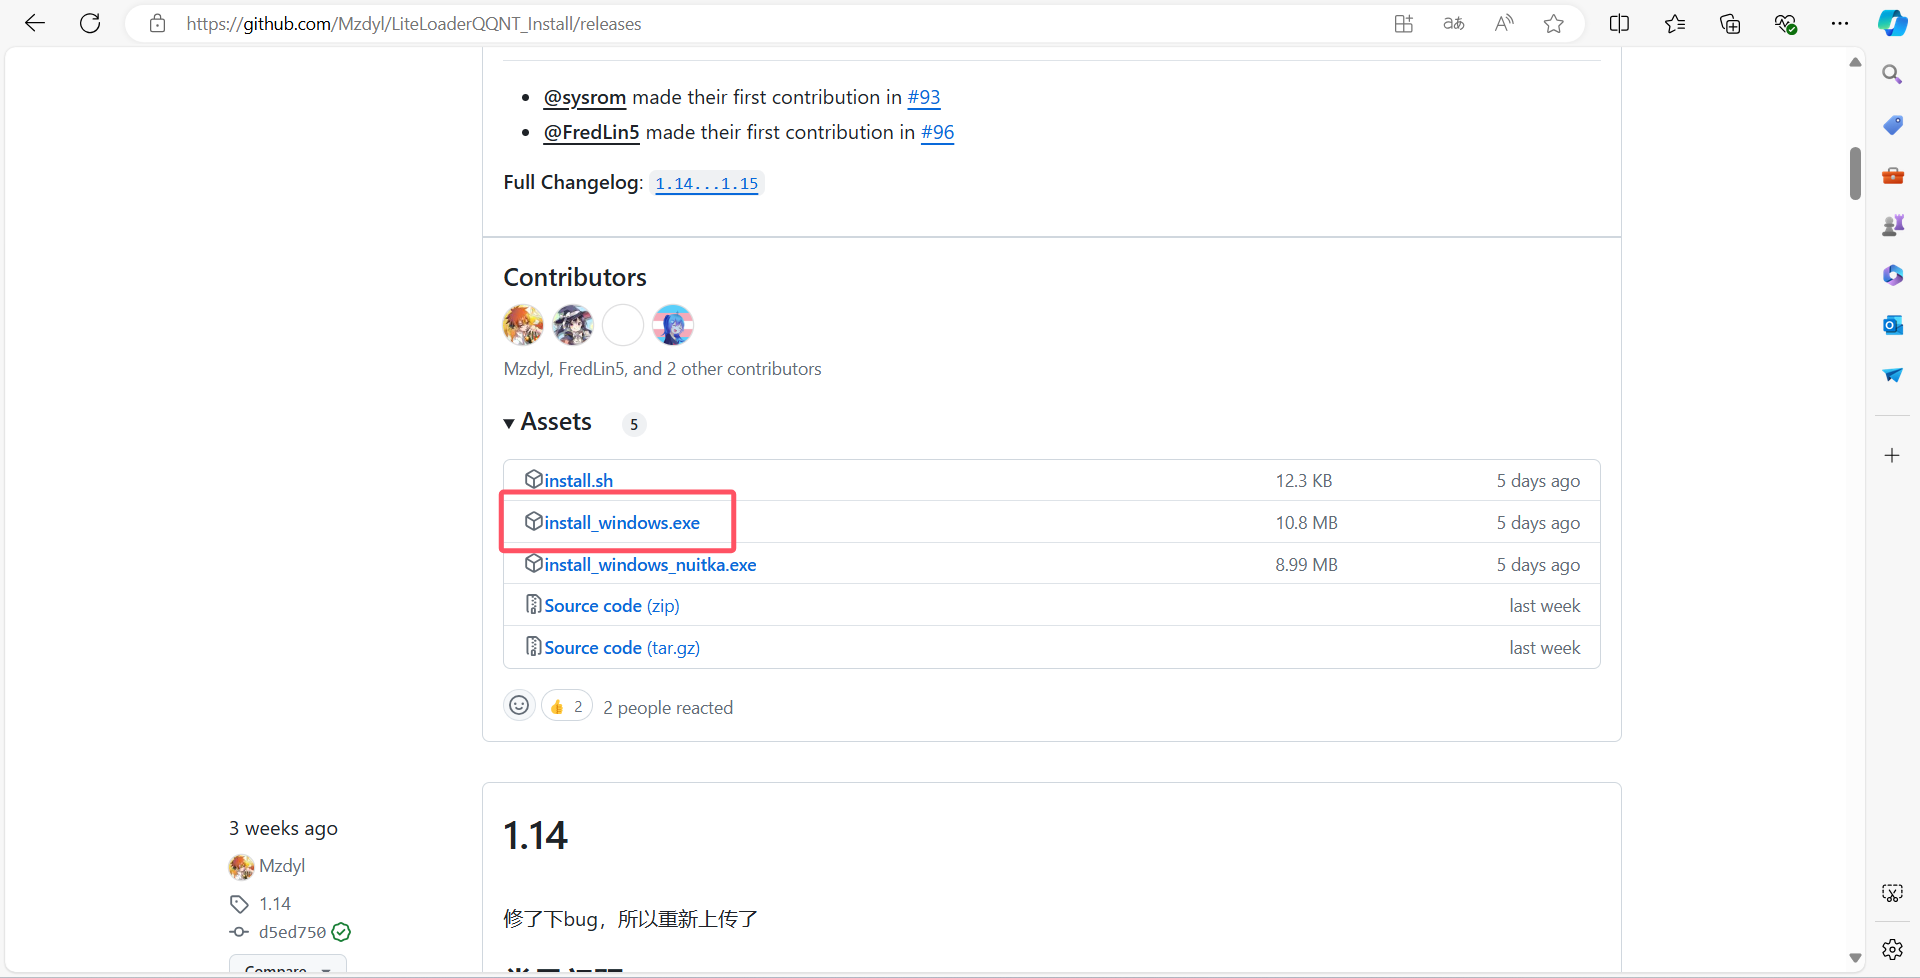 https://github.com/Mzdyl/LiteLoaderQQNT_Install/releases
@sysrom made their first contribution in #93
@FredLin5 made their first contribution in #96
Full Changelog: 1.14...1.15
Contributors
Mzdyl, FredLin5, and 2 other contributors
Assets 5
install.sh 12.3 KB 5 days ago
install_windows.exe 10.8 MB 5 days ago
install_windows_nuitka.exe 8.99 MB 5 days ago
Source code (zip) last week
Source code (tar.gz) last week
👍 2 2 people reacted
3 weeks ago
Mzdyl
1.14
d5ed750
Compare
1.14
修了下bug，所以重新上传了